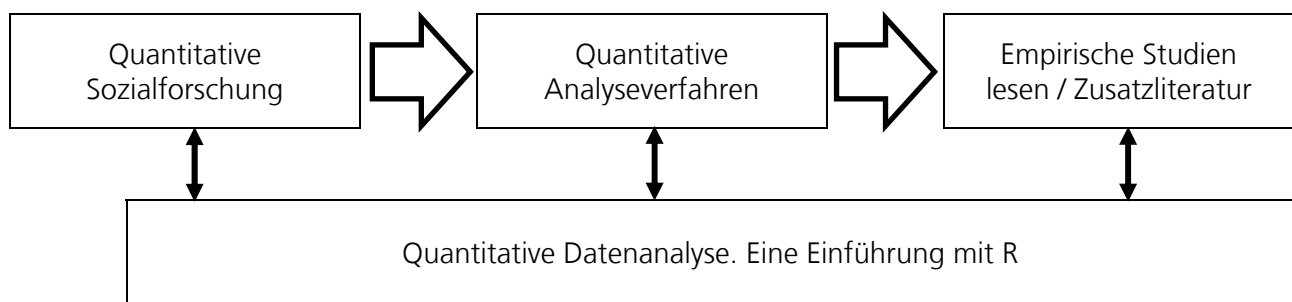 Quantitative
Sozialforschung
Quantitative
Analyseverfahren
Empirische Studien
lesen / Zusatzliteratur
Quantitative Datenanalyse. Eine Einführung mit R